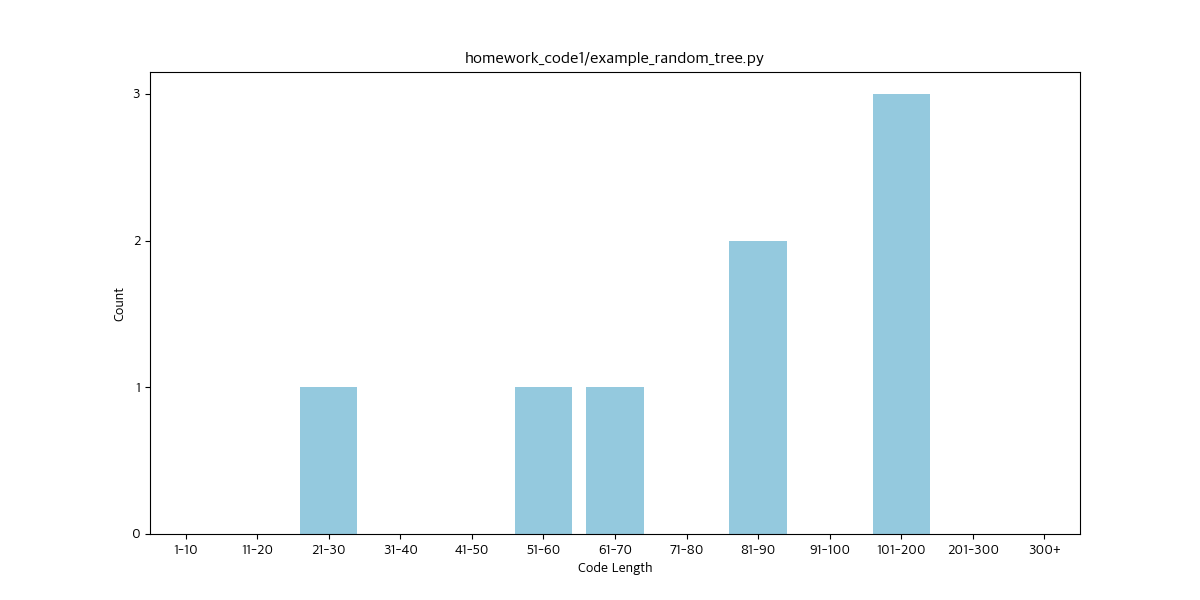 homework_code1/example_random_tree.py
3
2
1
0
Count
1-10 11-20 21-30 31-40 41-50 51-60 61-70 71-80 81-90 91-100 101-200 201-300 300+
Code Length